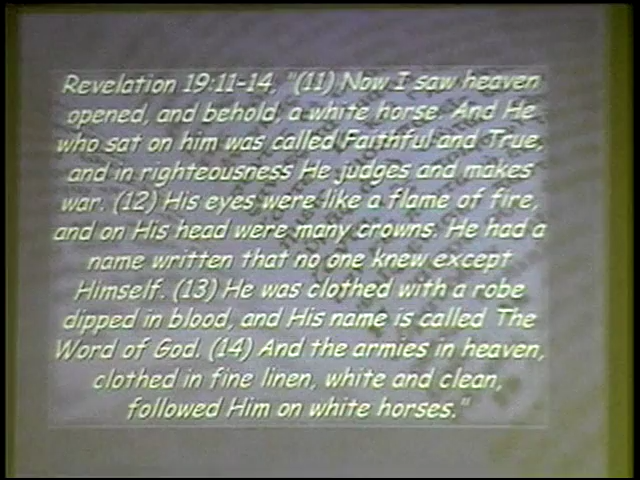 Revelation 19:11-14, "(11) Now I saw heaven
opened, and behold, a white horse. And He
who sat on him was called Faithful and True,
and in righteousness He judges and makes
war. (12) His eyes were like a flame of fire,
and on His head were many crowns. He had a
name written that no one knew except
Himself. (13) He was clothed with a robe
dipped in blood, and His name is called The
Word of God. (14) And the armies in heaven,
clothed in fine linen, white and clean,
followed Him on white horses."